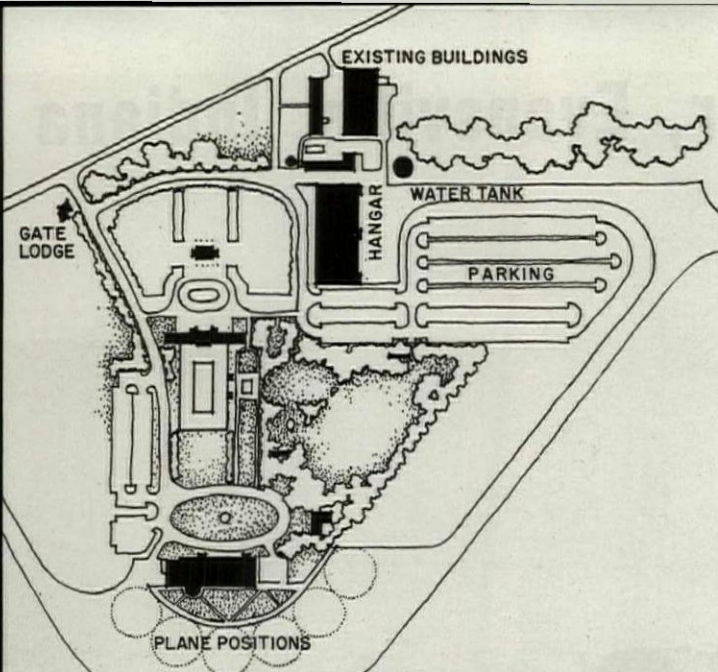 EXISTING BUILDINGS
WATER TANK
HANGAR
GATE
LODGE
PARKING
PLANE POSITIONS